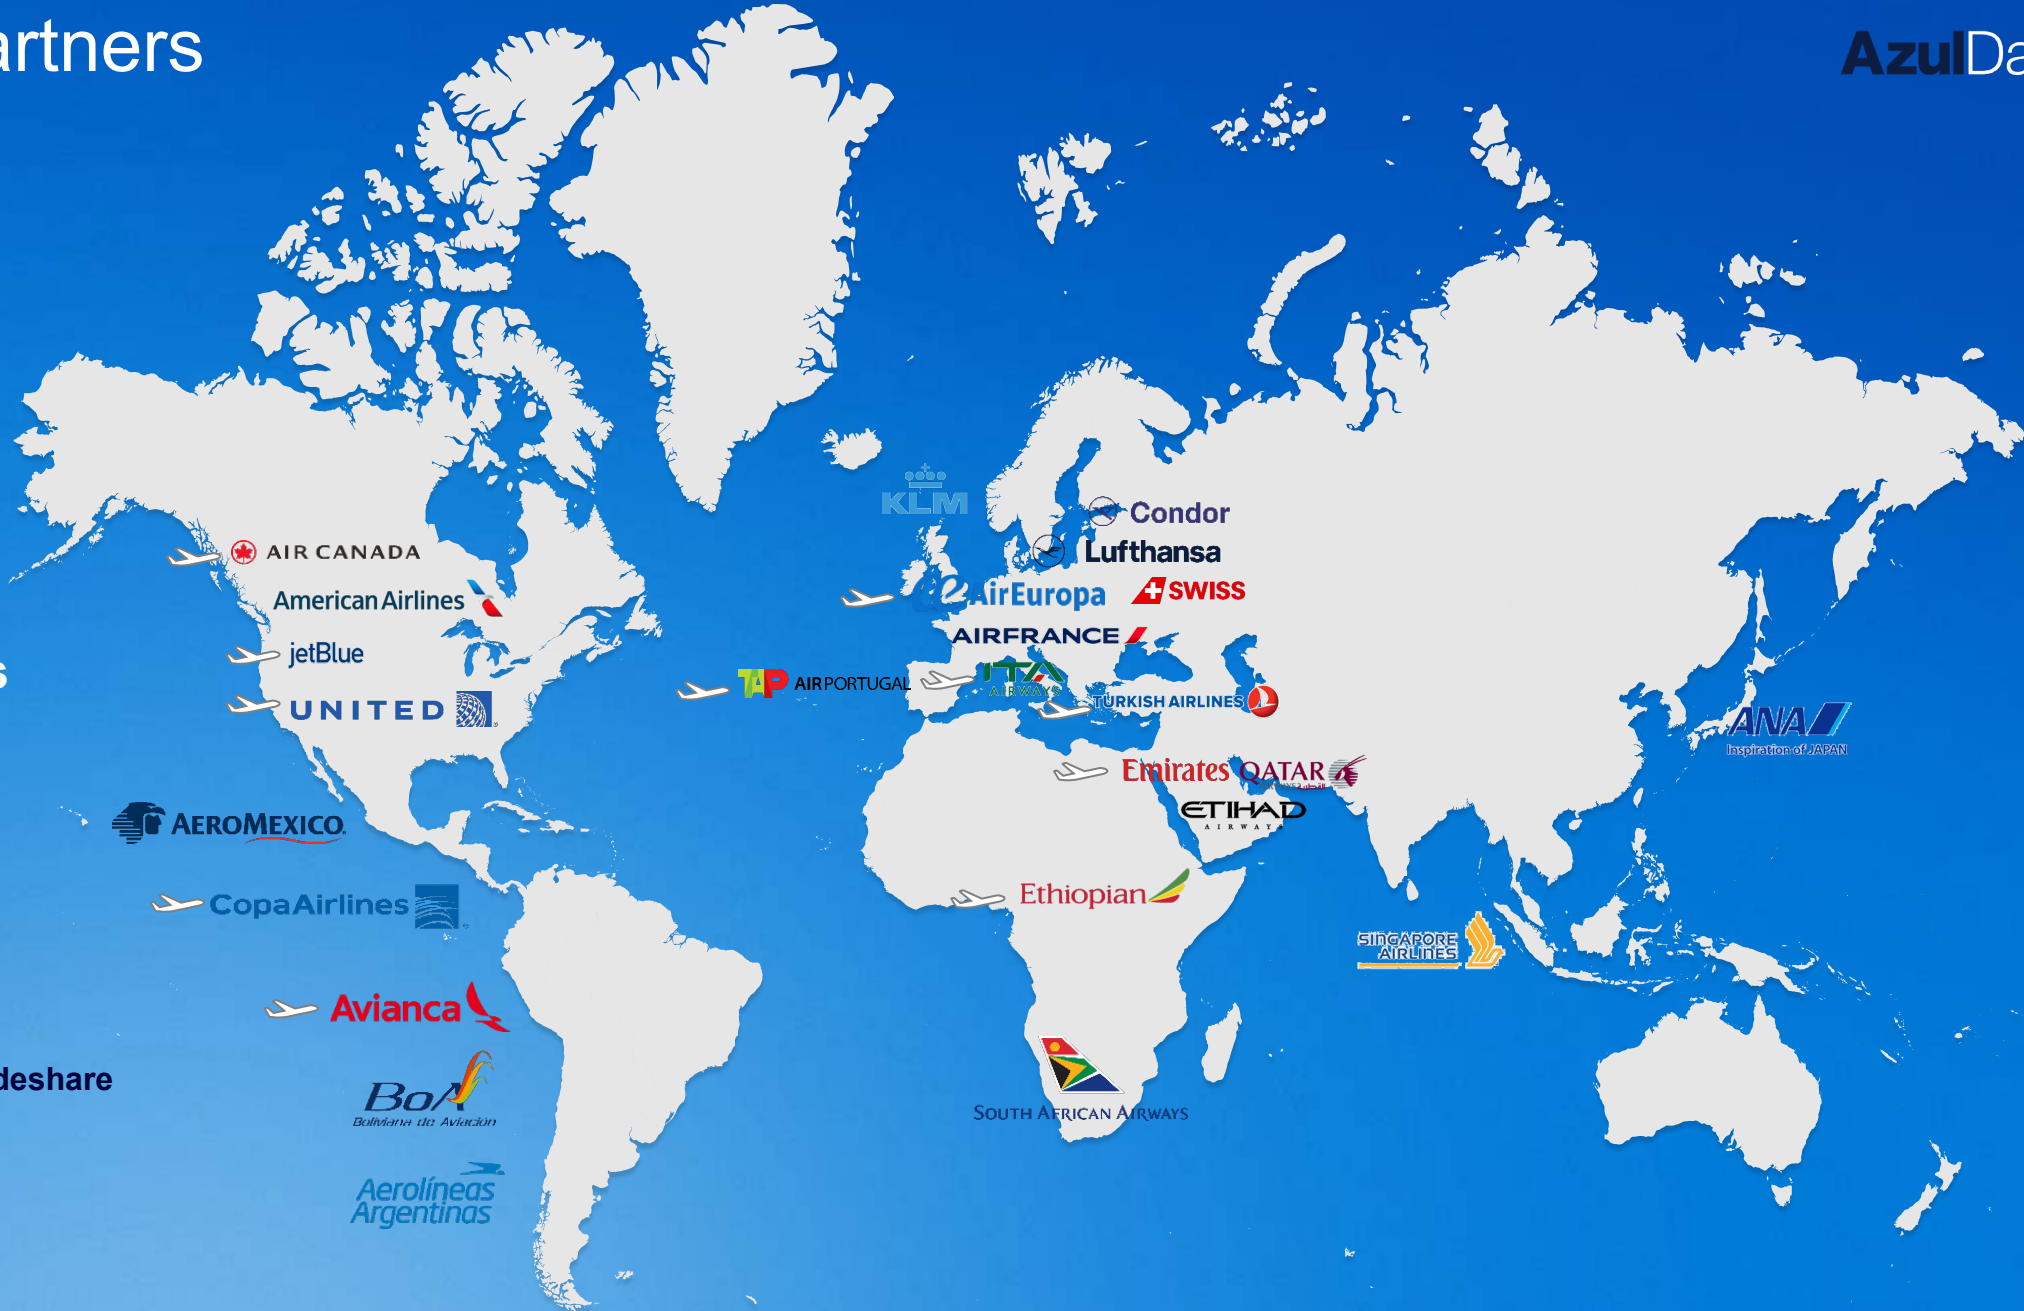 artners
AzulDa
KLM
Condor
AIR CANADA
Lufthansa
American Airlines
AirEuropa
SWISS
AIRFRANCE
jetBlue
s
TAP AIRPORTUGAL
ITA
AIRWAYS
UNITED
TURKISH AIRLINES
ANA
Inspiration of JAPAN
Emirates
QATAR
ETIHAD
AIRWAYS
AEROMEXICO.
CopaAirlines
Ethiopian
SINGAPORE
AIRLINES
Avianca
deshare
BoA
Boliviana de Aviación
SOUTH AFRICAN AIRWAYS
Aerolíneas
Argentinas